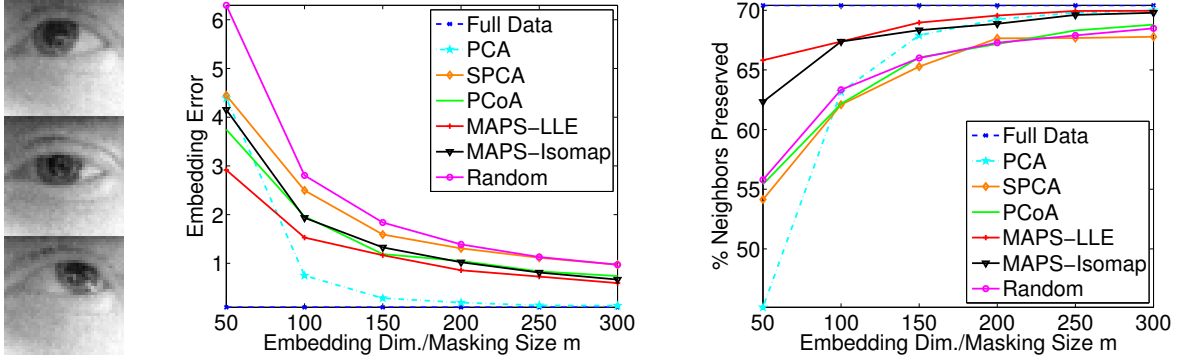 6
5
4
3
2
1
Embedding Error
50 100 150 200 250 300
Embedding Dim./Masking Size m
Full Data
PCA
SPCA
PCoA
MAPS−LLE
MAPS−Isomap
Random
70
65
60
55
50
% Neighbors Preserved
50 100 150 200 250 300
Embedding Dim./Masking Size m
Full Data
PCA
SPCA
PCoA
MAPS−LLE
MAPS−Isomap
Random